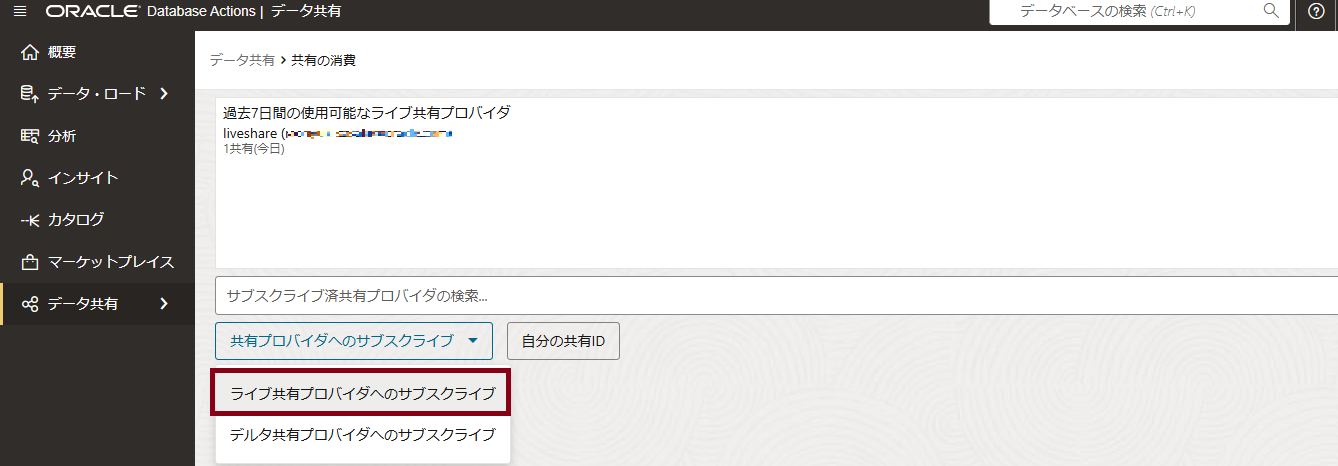 ORACLE Database Actions | データ共有
データベースの検索 (Ctrl+K)
概要
データ・ロード
分析
インサイト
カタログ
マーケットプレイス
データ共有
データ共有 > 共有の消費
過去7日間の使用可能なライブ共有プロバイダ
liveshare (
1共有(今日)
サブスクライブ済共有プロバイダの検索...
共有プロバイダへのサブスクライブ
自分の共有ID
ライブ共有プロバイダへのサブスクライブ
デルタ共有プロバイダへのサブスクライブ